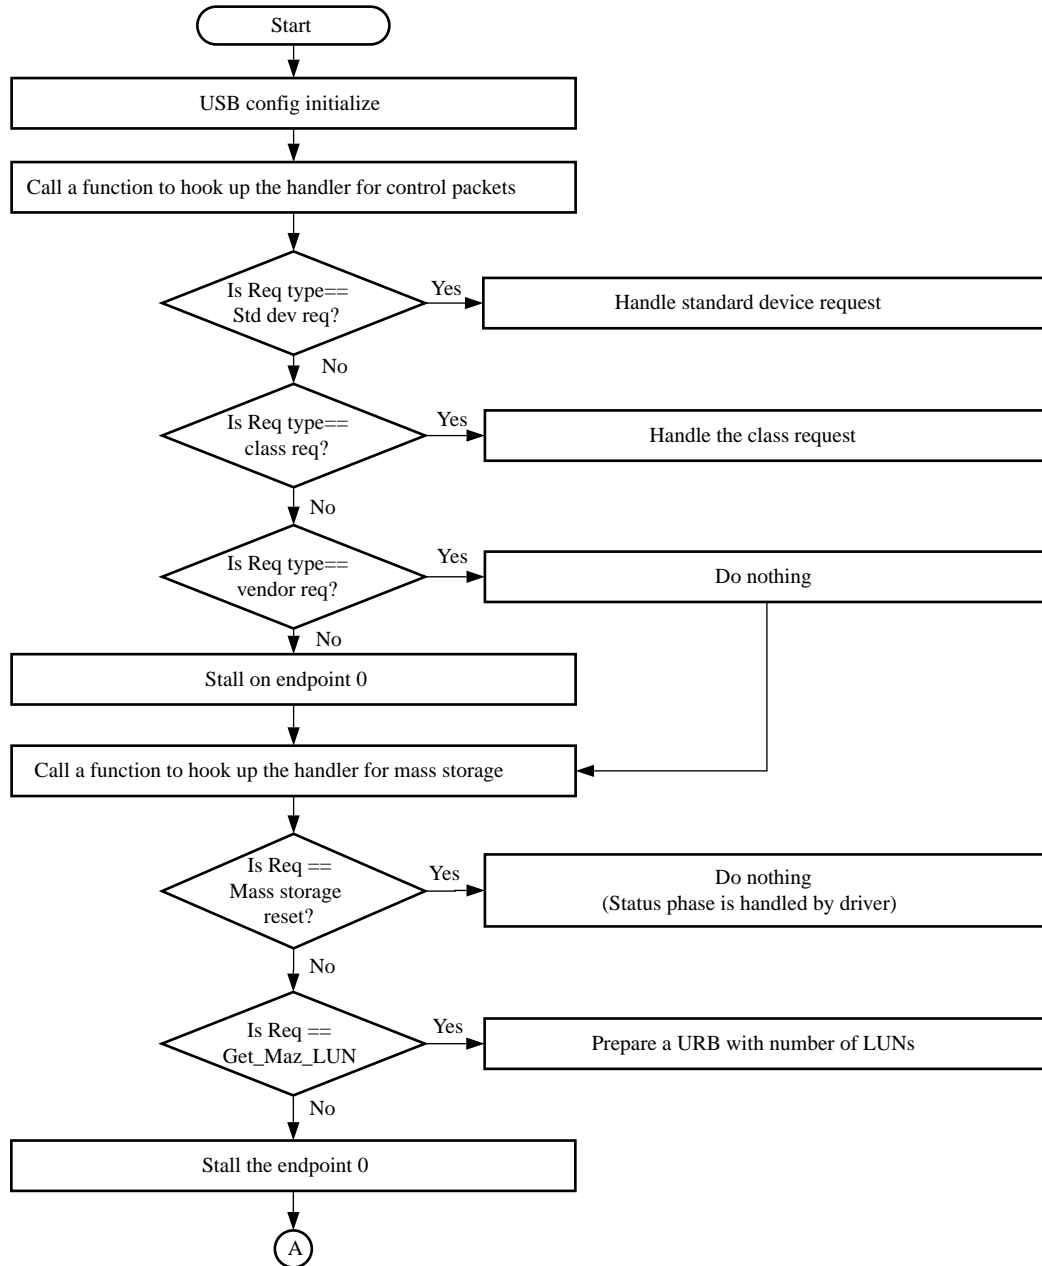 Start
USB config initialize
Call a function to hook up the handler for control packets
Is Req type==
Std dev req?
Yes
Handle standard device request
No
Is Req type==
class req?
Yes
Handle the class request
No
Is Req type==
vendor req?
Yes
Do nothing
No
Stall on endpoint 0
Call a function to hook up the handler for mass storage
Is Req ==
Mass storage
reset?
Yes
Do nothing
(Status phase is handled by driver)
No
Is Req ==
Get_Maz_LUN
Yes
Prepare a URB with number of LUNs
No
Stall the endpoint 0
A